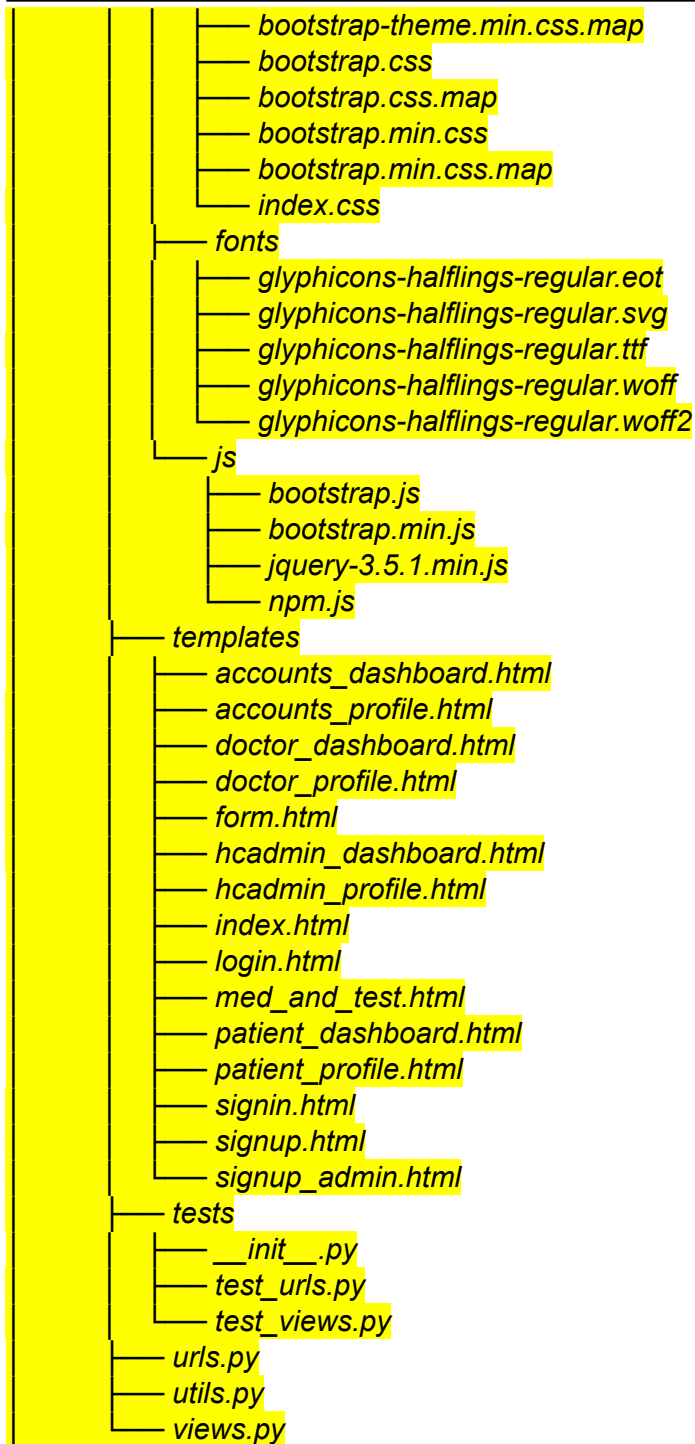 bootstrap-theme.min.css.map
bootstrap.css
bootstrap.css.map
bootstrap.min.css
bootstrap.min.css.map
index.css
fonts
glyphicons-halflings-regular.eot
glyphicons-halflings-regular.svg
glyphicons-halflings-regular.ttf
glyphicons-halflings-regular.woff
glyphicons-halflings-regular.woff2
js
bootstrap.js
bootstrap.min.js
jquery-3.5.1.min.js
npm.js
templates
accounts_dashboard.html
accounts_profile.html
doctor_dashboard.html
doctor_profile.html
form.html
hcadmin_dashboard.html
hcadmin_profile.html
index.html
login.html
med_and_test.html
patient_dashboard.html
patient_profile.html
signin.html
signup.html
signup_admin.html
tests
__init__.py
test_urls.py
test_views.py
urls.py
utils.py
views.py